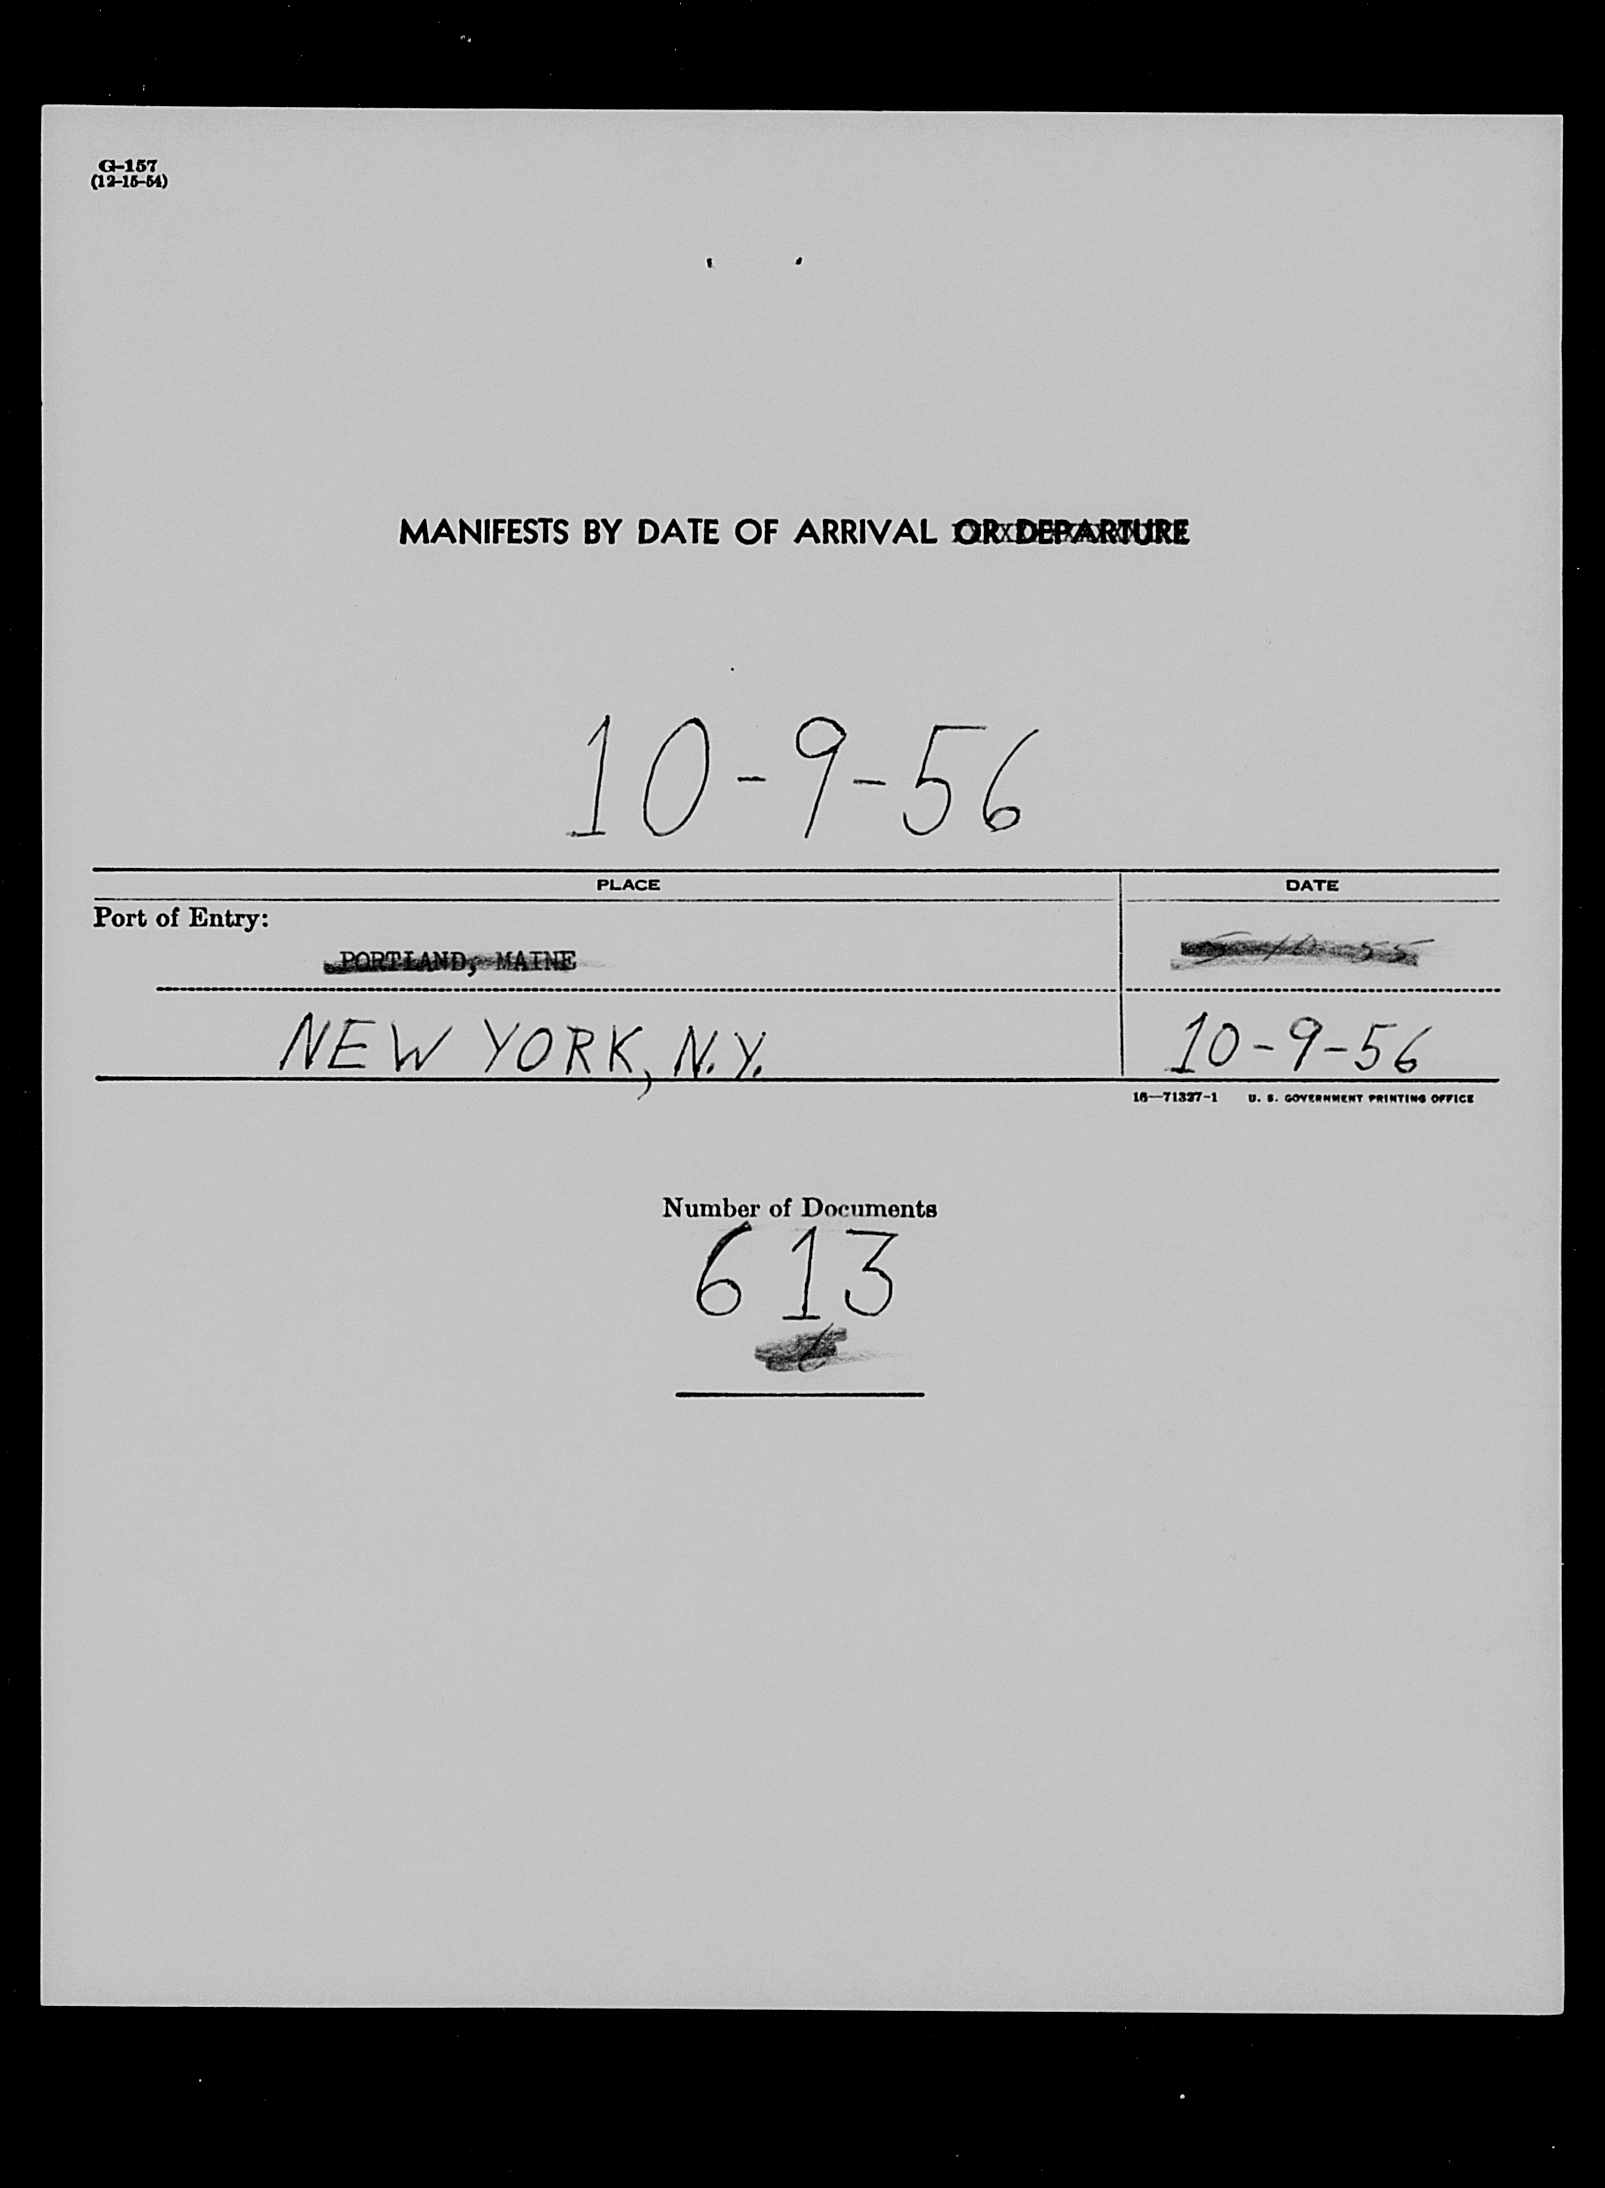 G-157
(12-15-54)
MANIFESTS BY DATE OF ARRIVAL OR DEPARTURE
10-9-56
PLACE DATE
Port of Entry:
PORTLAND, MAINE
NEW YORK, N.Y. 10-9-56
16—71327-1 U. S. GOVERNMENT PRINTING OFFICE
Number of Documents
613